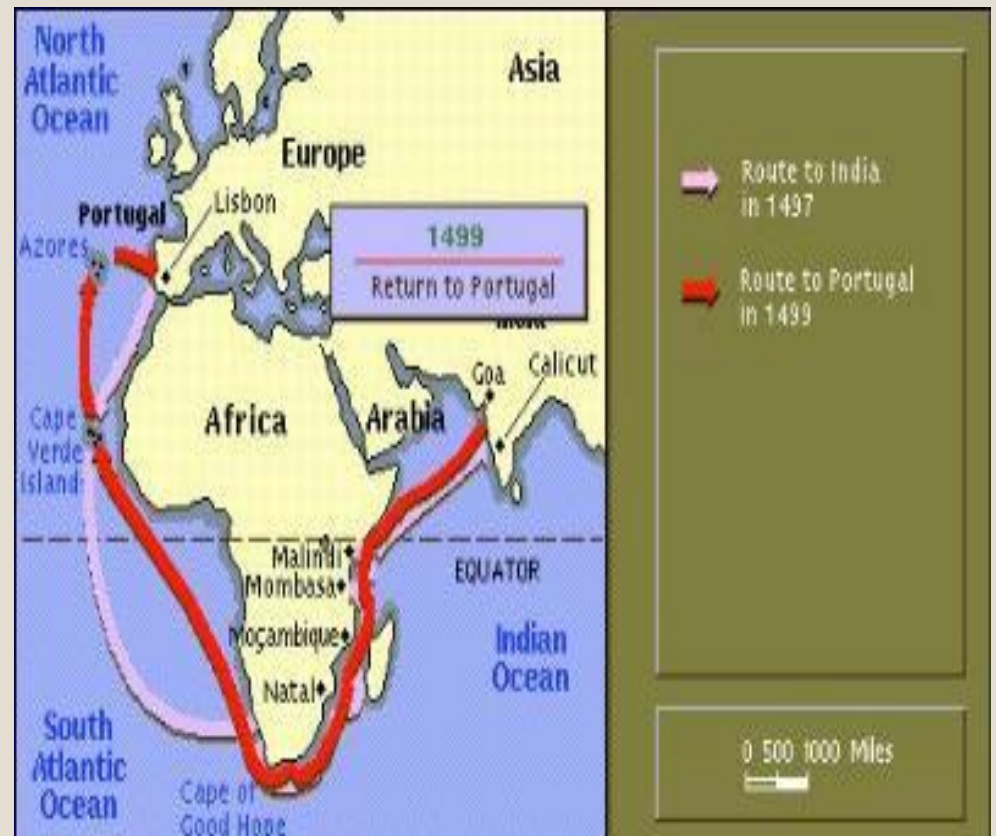 North
Atlantic
Ocean
Asia
Europe
Portugal
Lisbon
Azores
1499
Return to Portugal
Goa
Calicut
Africa
Arabia
Cape
Verde
Island
Malindi
Mombasa
EQUATOR
Moçambique
Natal
Indian
Ocean
South
Atlantic
Ocean
Cape of
Good Hope
Route to India
in 1497
Route to Portugal
in 1499
0 500 1000 Miles